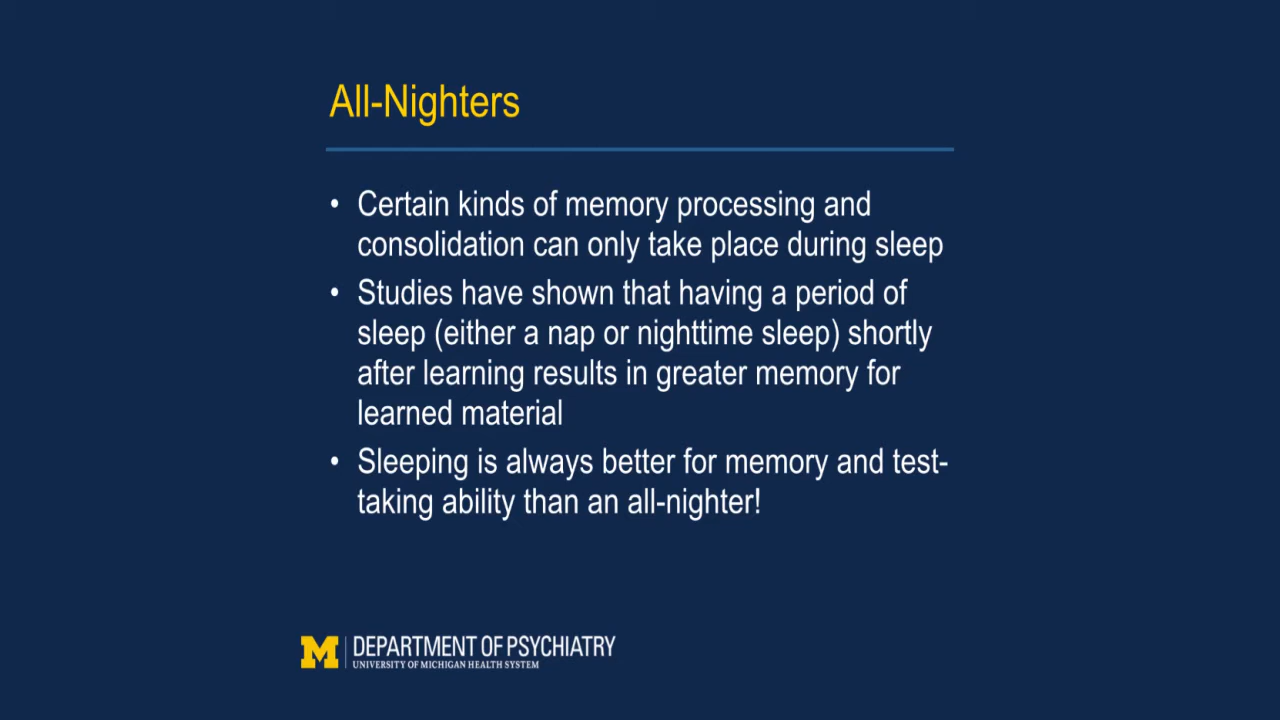 All-Nighters
• Certain kinds of memory processing and
consolidation can only take place during sleep
• Studies have shown that having a period of
sleep (either a nap or nighttime sleep) shortly
after learning results in greater memory for
learned material
• Sleeping is always better for memory and test-
taking ability than an all-nighter!
M DEPARTMENT OF PSYCHIATRY
UNIVERSITY OF MICHIGAN HEALTH SYSTEM